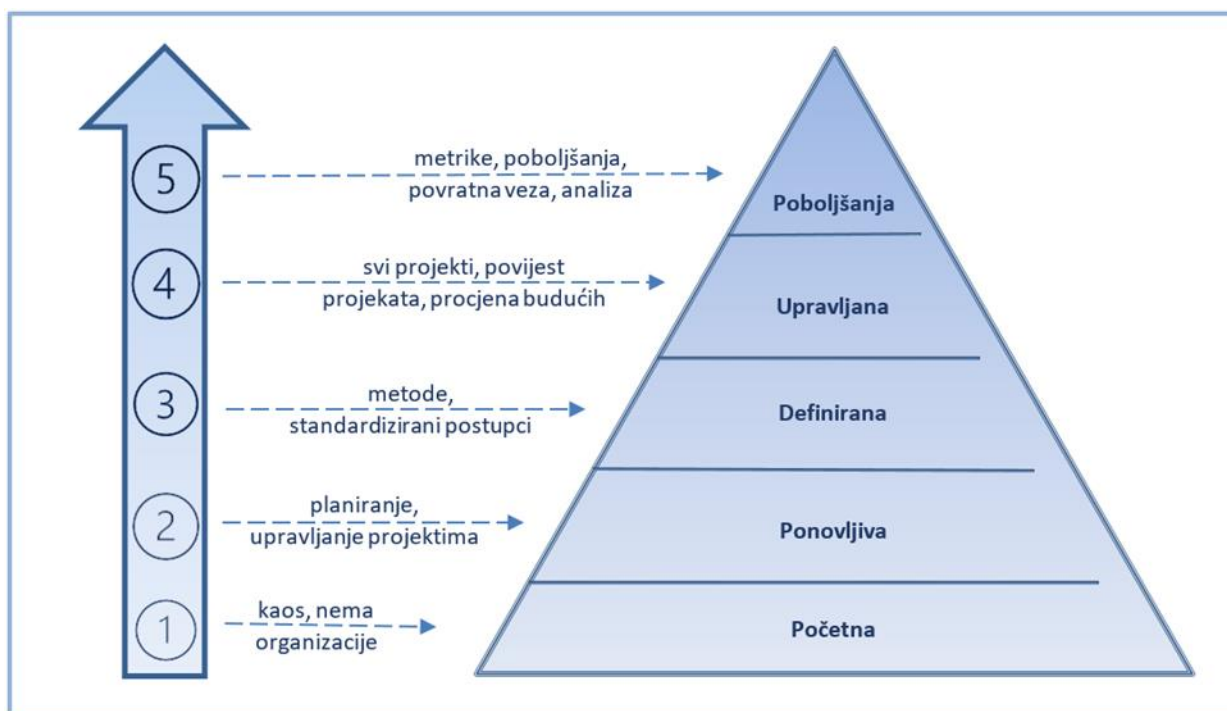 5
metrike, poboljšanja,
povratna veza, analiza
Poboljšanja
4
svi projekti, povijest
projekata, procjena budućih
Upravljana
3
metode,
standardizirani postupci
Definirana
2
planiranje,
upravljanje projektima
Ponovljiva
1
kaos, nema
organizacije
Početna